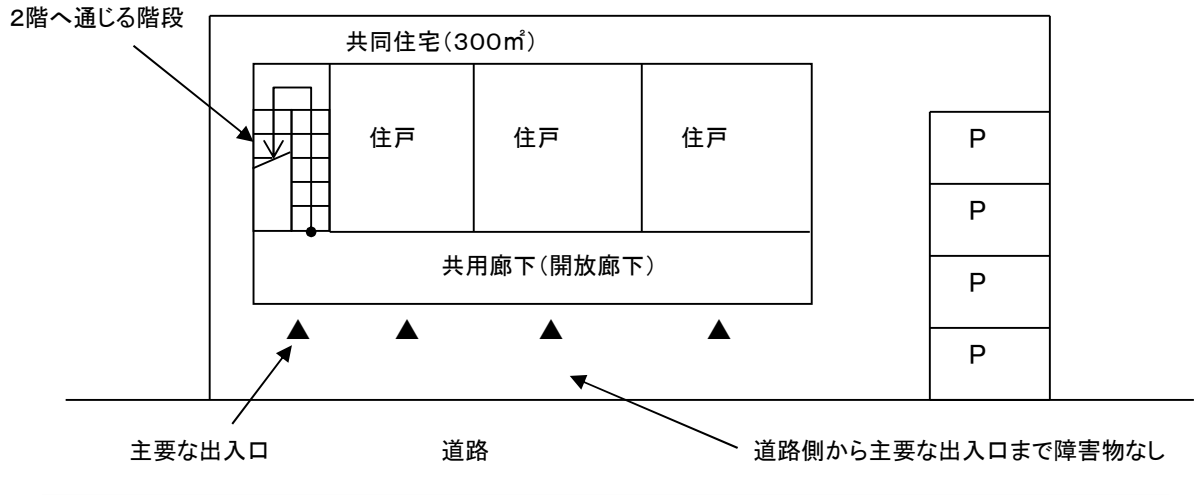 2階へ通じる階段
共同住宅(300㎡)
住戸
住戸
住戸
P
P
P
P
共用廊下(開放廊下)
主要な出入口
道路
道路側から主要な出入口まで障害物なし